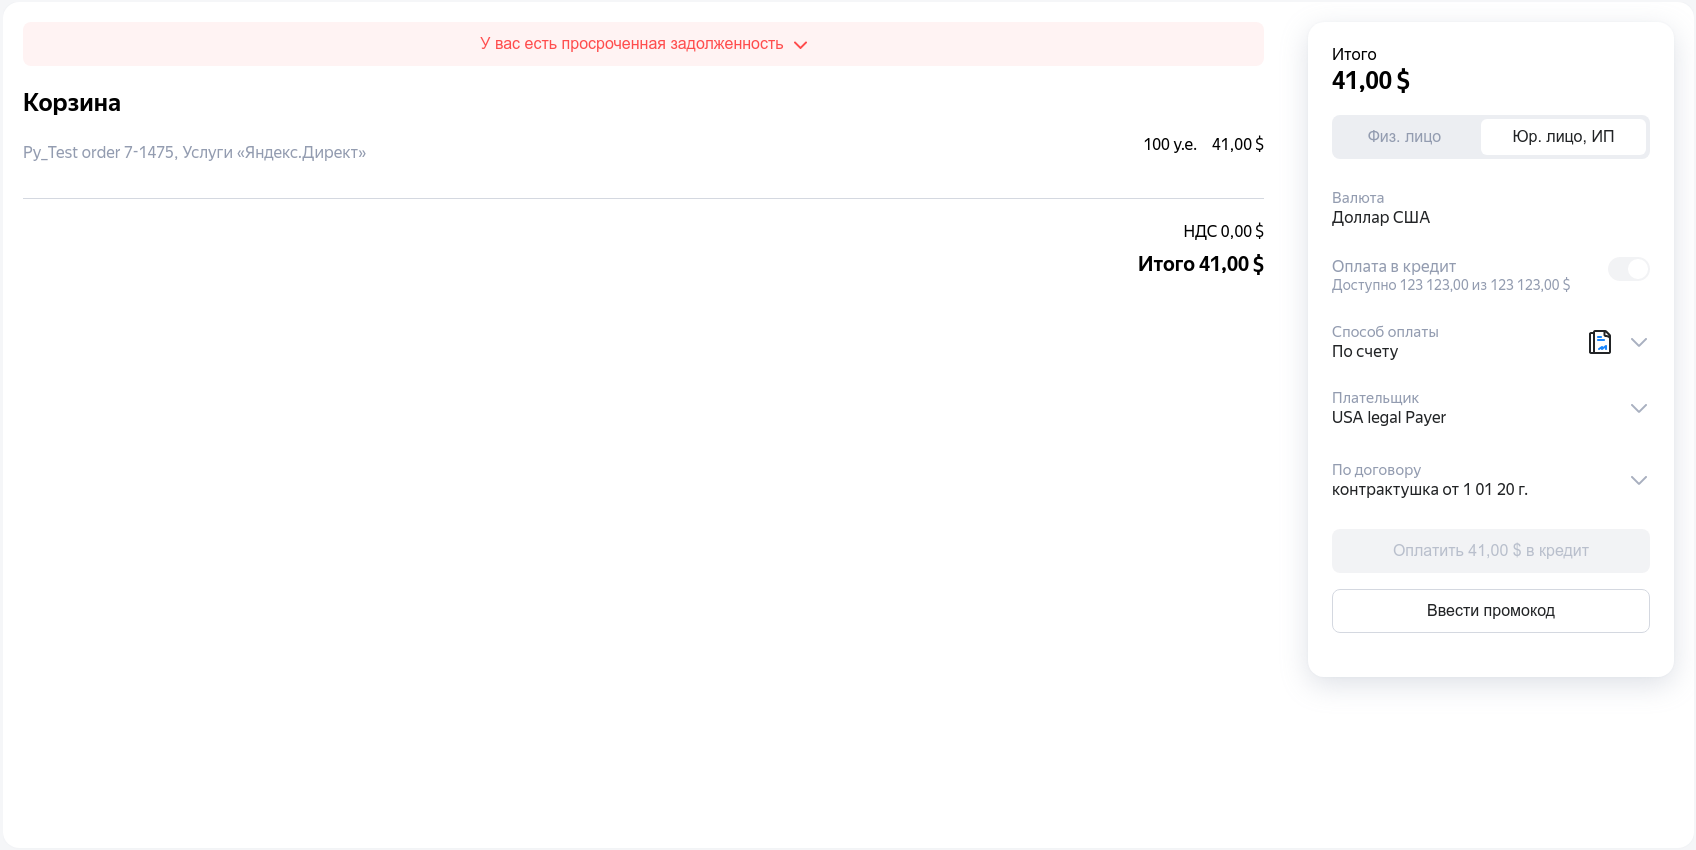 У вас есть просроченная задолженность
Корзина
Py_Test order 7-1475, Услуги «Яндекс.Директ»
100 у.е. 41,00 $
НДС 0,00 $
Итого 41,00 $
Итого
41,00 $
Физ. лицо
Юр. лицо, ИП
Валюта
Доллар США
Оплата в кредит
Доступно 123 123,00 из 123 123,00 $
Способ оплаты
По счету
Плательщик
USA legal Payer
По договору
контрактушка от 1 01 20 г.
Оплатить 41,00 $ в кредит
Ввести промокод